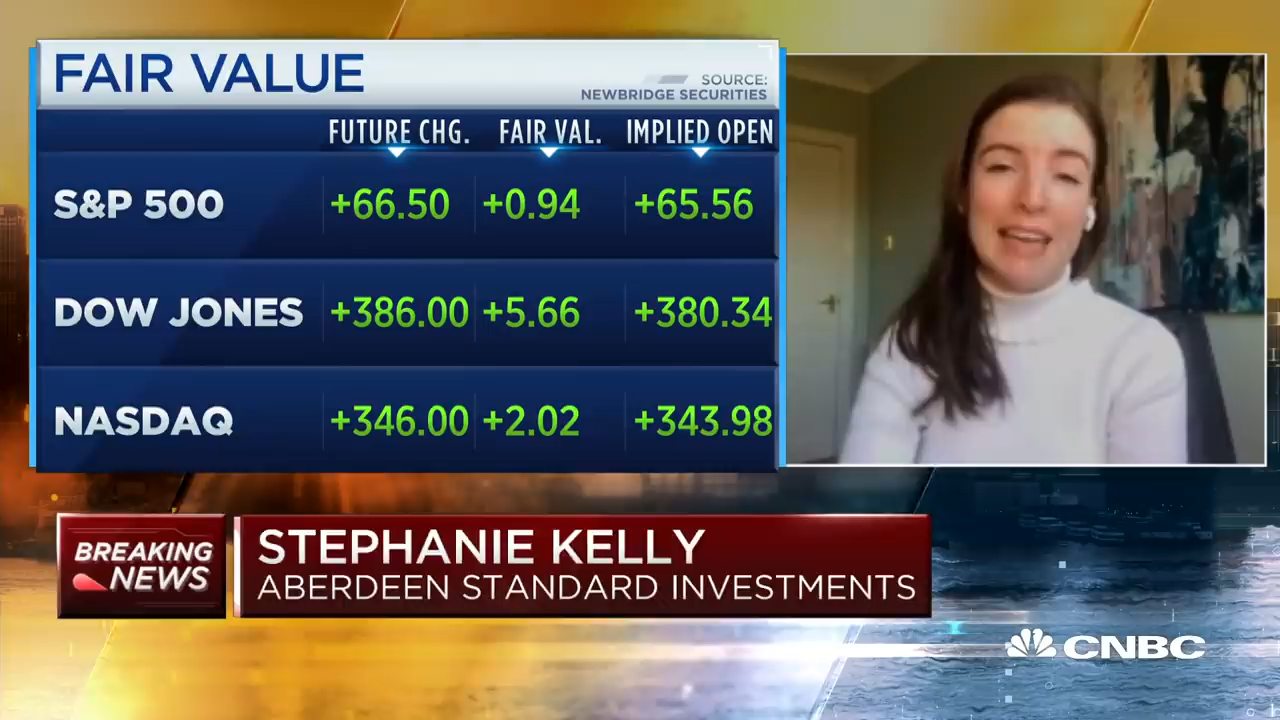 FAIR VALUE
SOURCE:
NEWBRIDGE SECURITIES
FUTURE CHG. FAIR VAL. IMPLIED OPEN
S&P 500 +66.50 +0.94 +65.56
DOW JONES +386.00 +5.66 +380.34
NASDAQ +346.00 +2.02 +343.98
BREAKING
NEWS
STEPHANIE KELLY
ABERDEEN STANDARD INVESTMENTS
CNBC